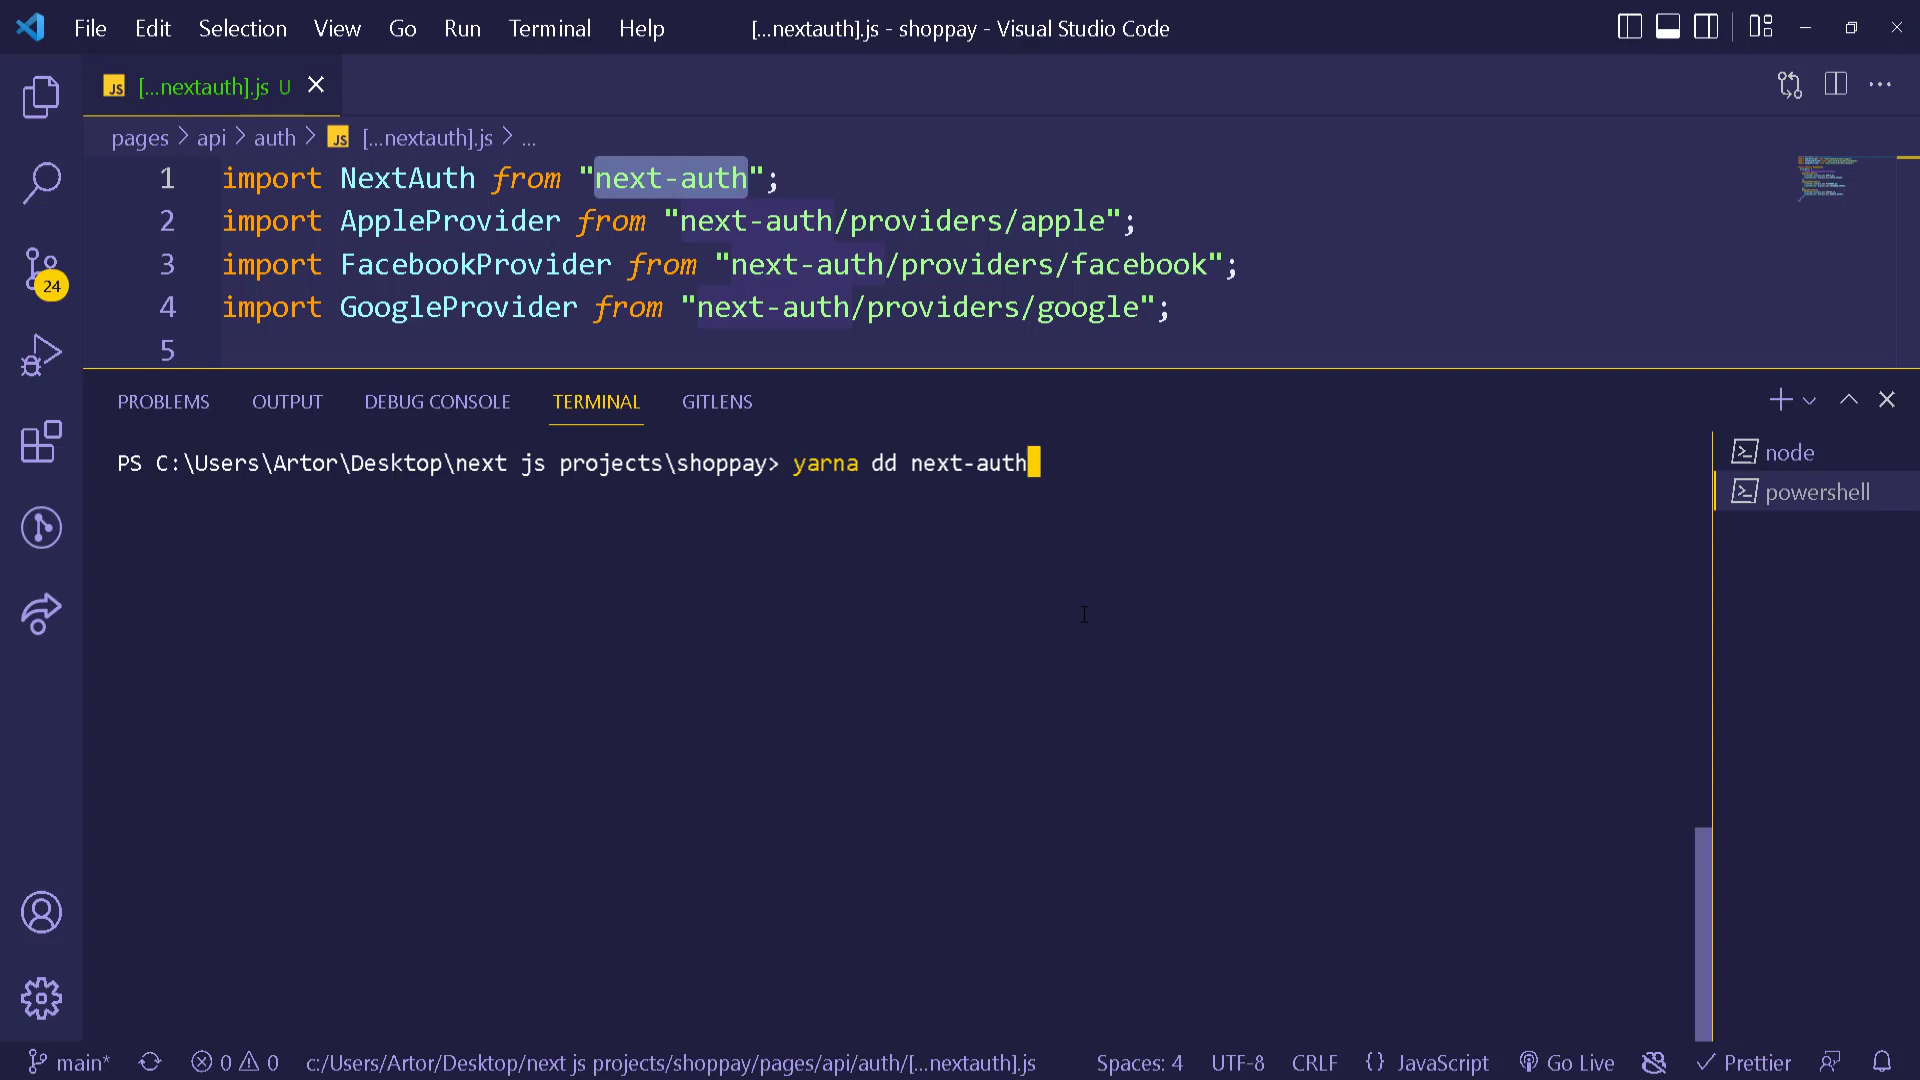 File Edit Selection View Go Run Terminal Help [...nextauth].js - shoppay - Visual Studio Code
JS [...nextauth].js U
pages > api > auth > JS [...nextauth].js > ...
1 import NextAuth from "next-auth";
2 import AppleProvider from "next-auth/providers/apple";
3 import FacebookProvider from "next-auth/providers/facebook";
4 import GoogleProvider from "next-auth/providers/google";
5
24
PROBLEMS OUTPUT DEBUG CONSOLE TERMINAL GITLENS
PS C:\Users\Artor\Desktop\next js projects\shoppay> yarna dd next-auth
node
powershell
main* 0 0 c:/Users/Artor/Desktop/next js projects/shoppay/pages/api/auth/[...nextauth].js Spaces: 4 UTF-8 CRLF {} JavaScript Go Live Prettier